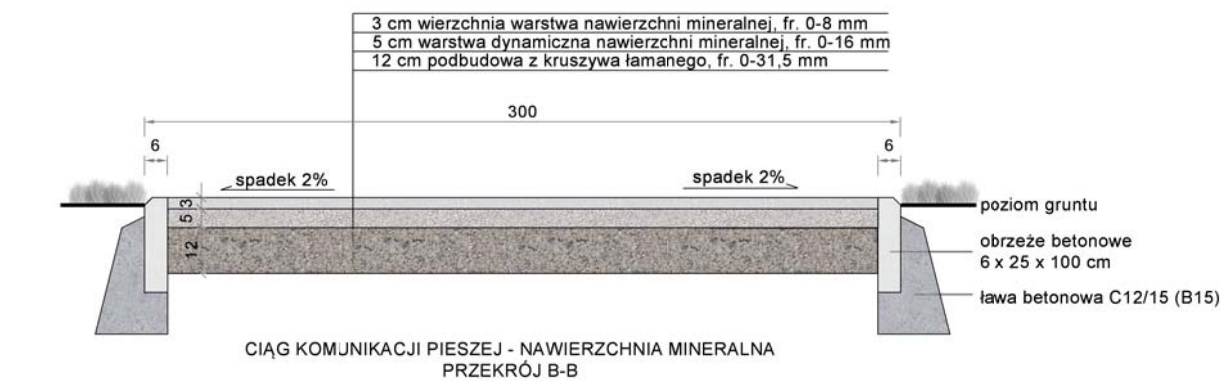 3 cm wierzchnia warstwa nawierzchni mineralnej, fr. 0-8 mm
5 cm warstwa dynamiczna nawierzchni mineralnej, fr. 0-16 mm
12 cm podbudowa z kruszywa łamanego, fr. 0-31,5 mm
300
6
6
spadek 2%
spadek 2%
3
5
12
poziom gruntu
obrzeże betonowe
6 x 25 x 100 cm
ława betonowa C12/15 (B15)
CIĄG KOMUNIKACJI PIESZEJ - NAWIERZCHNIA MINERALNA
PRZEKRÓJ B-B